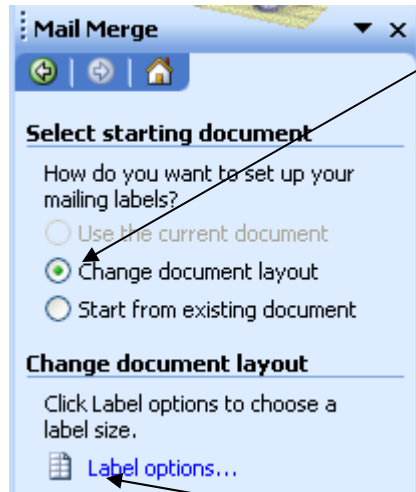 Mail Merge
Select starting document
How do you want to set up your
mailing labels?
Use the current document
Change document layout
Start from existing document
Change document layout
Click Label options to choose a
label size.
Label options...